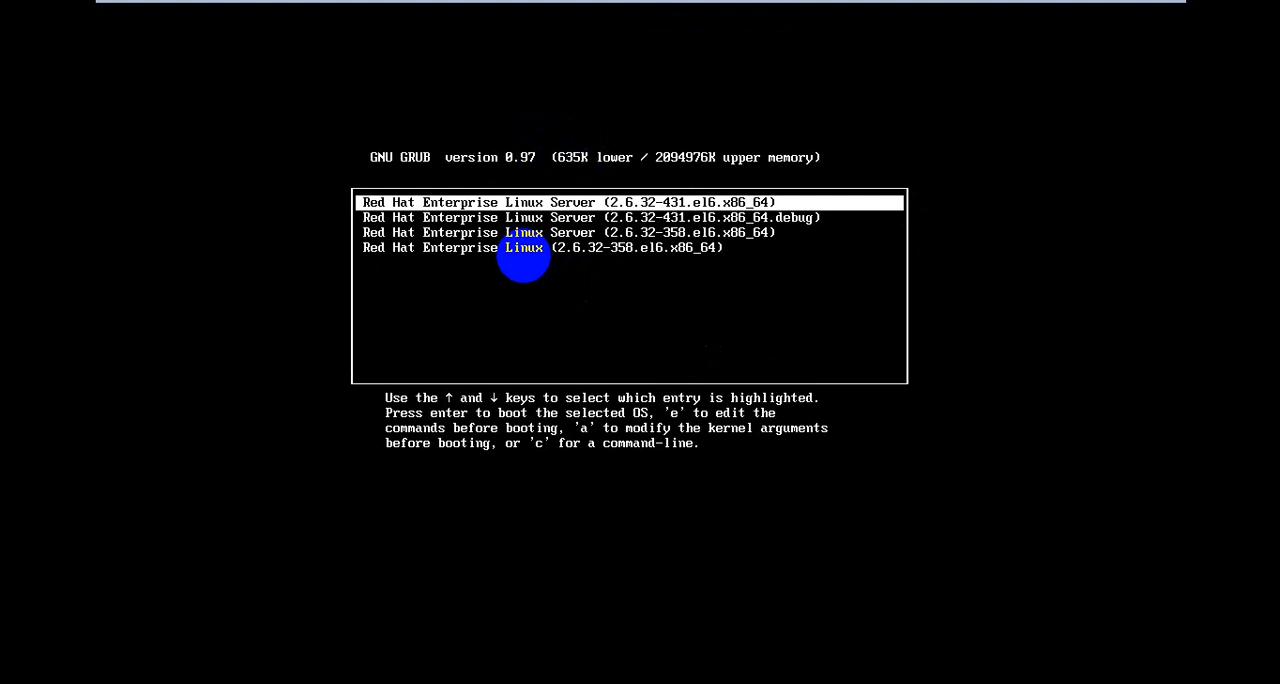 GNU GRUB version 0.97 (635K lower / 2094976K upper memory)
Red Hat Enterprise Linux Server (2.6.32-431.el6.x86_64)
Red Hat Enterprise Linux Server (2.6.32-431.el6.x86_64.debug)
Red Hat Enterprise Linux Server (2.6.32-358.el6.x86_64)
Red Hat Enterprise Linux (2.6.32-358.el6.x86_64)
Use the ↑ and ↓ keys to select which entry is highlighted.
Press enter to boot the selected OS, 'e' to edit the
commands before booting, 'a' to modify the kernel arguments
before booting, or 'c' for a command-line.